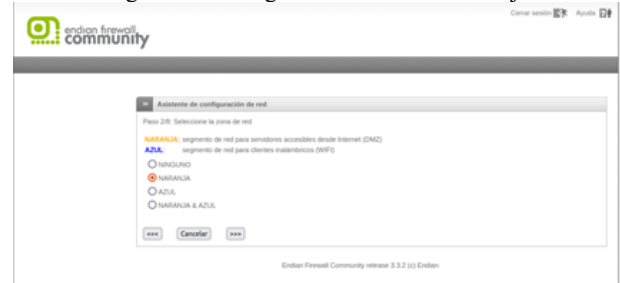 Cerrar sesión Ayuda
endian firewall
community
Asistente de configuración de red
Paso 2/8: Seleccione la zona de red
NARANJA: segmento de red para servidores accesibles desde Internet (DMZ)
AZUL: segmento de red para clientes inalámbricos (WIFI)
NINGUNO
NARANJA
AZUL
NARANJA & AZUL
<<< Cancelar >>>
Endian Firewall Community release 3.3.2 (c) Endian